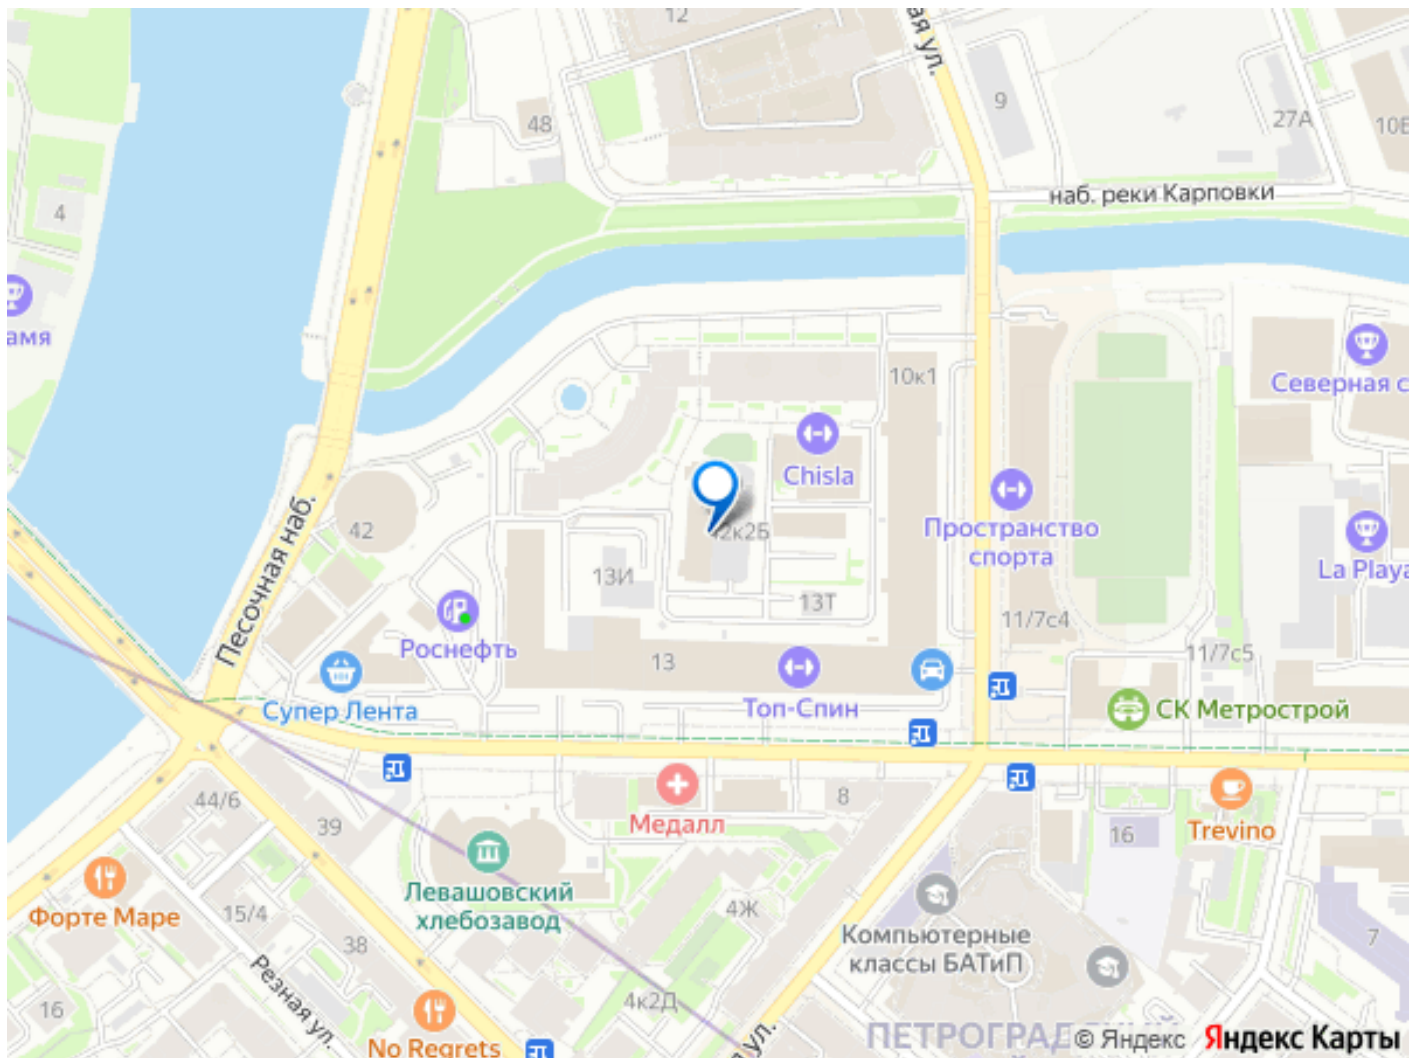 12
ая ул.
48
9
27А
10Е
наб. реки Карповки
4
амя
10к1
Северная с
Chisla
42
Песочная наб.
42к2Б
Пространство
спорта
La Playa
13И
13Т
11/7с4
Роснефть
13
11/7с5
Супер Лента
Топ-Спин
СК Метрострой
44/6
39
Медалл
8
16
Trevino
Левашовский
хлебозавод
Форте Маре
15/4
4Ж
38
Компьютерные
классы БАТиП
7
Резная ул.
16
4к2Д
No Regrets
ая ул.
ПЕТРОГРАД
© Яндекс Яндекс Карты